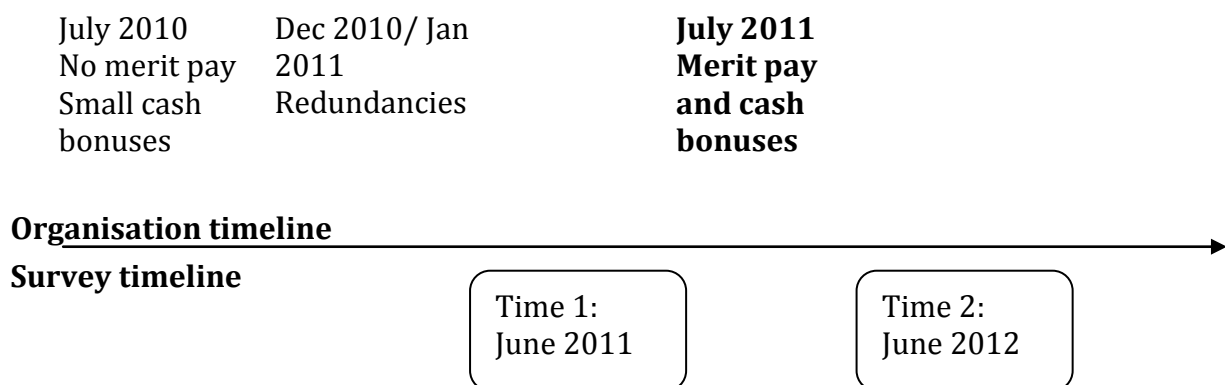 July 2010
No merit pay
Small cash
bonuses
Dec 2010/ Jan
2011
Redundancies
July 2011
Merit pay
and cash
bonuses
Organisation timeline
Survey timeline
Time 1:
June 2011
Time 2:
June 2012